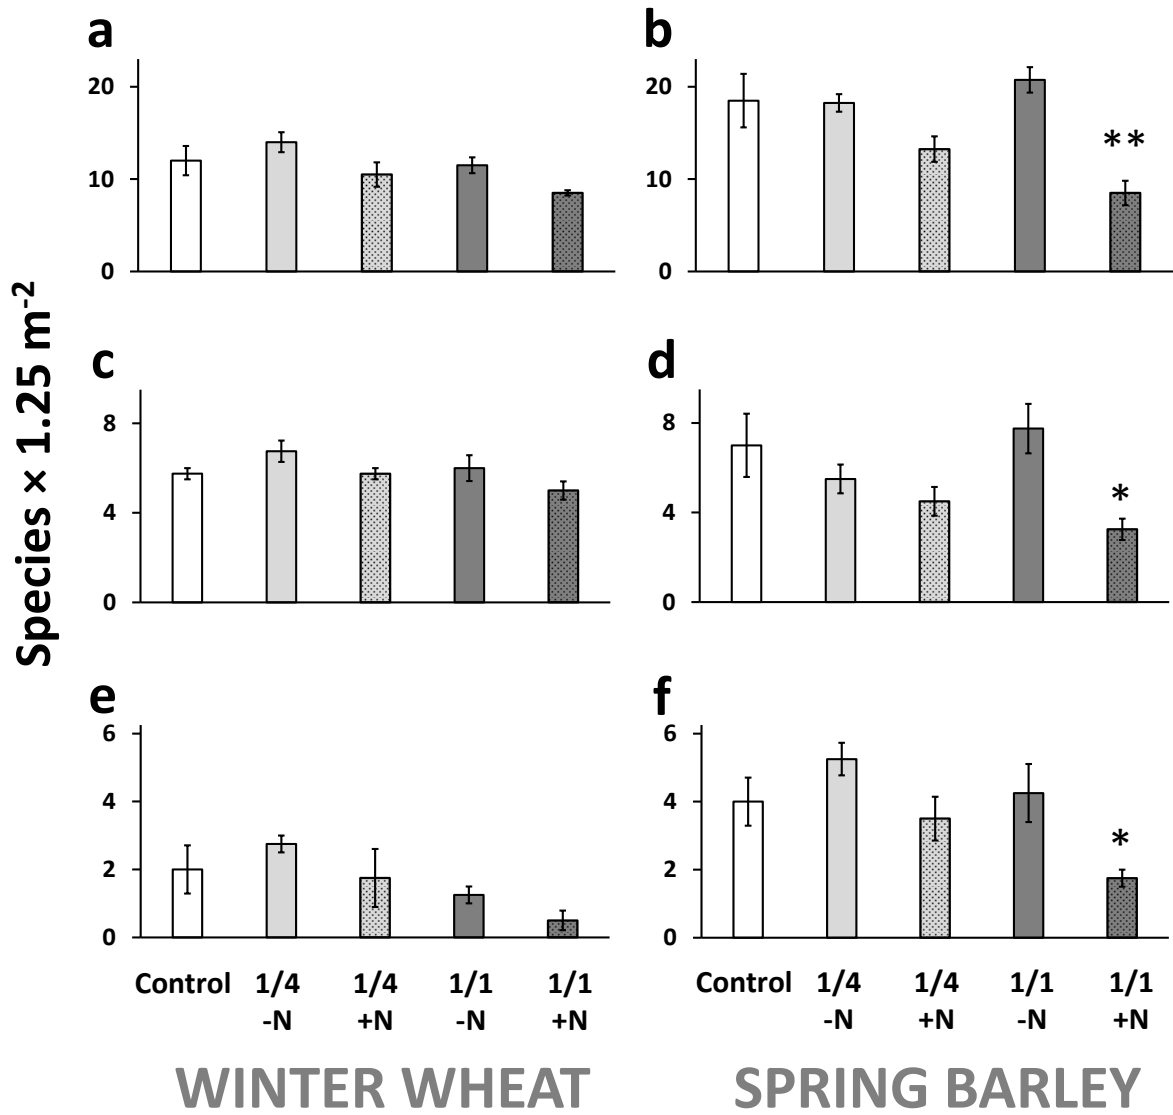 Species × 1.25 m-2
a
20
10
0
b
20
10
0
**
c
8
4
0
d
8
4
0
*
e
6
4
2
0
f
6
4
2
0
*
Control 1/4 1/4 1/1 1/1
-N +N -N +N
Control 1/4 1/4 1/1 1/1
-N +N -N +N
WINTER WHEAT
SPRING BARLEY